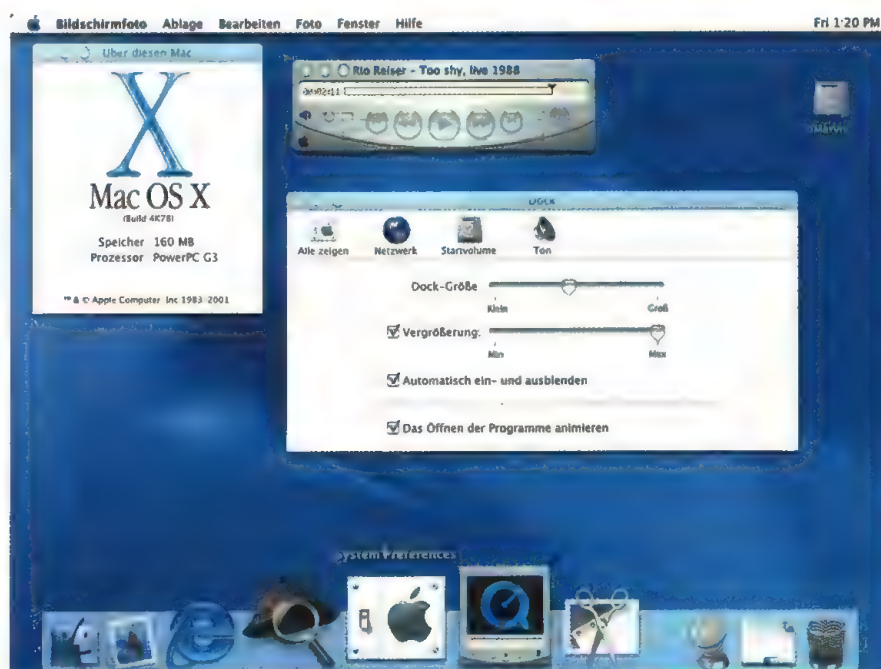 Bildschirmfoto Ablage Bearbeiten Foto Fenster Hilfe Fri 1:20 PM
Über diesen Mac
X
Mac OS X
(Build 4K78)
Speicher 160 MB
Prozessor PowerPC G3
™ & © Apple Computer Inc 1983-2001
Rio Reiser - Too shy, live 1988
00:02:11
Dock
Alle zeigen Netzwerk Startvolume Ton
Dock-Größe
Klein Groß
Vergrößerung:
Min Max
Automatisch ein- und ausblenden
Das Öffnen der Programme animieren
System Preferences